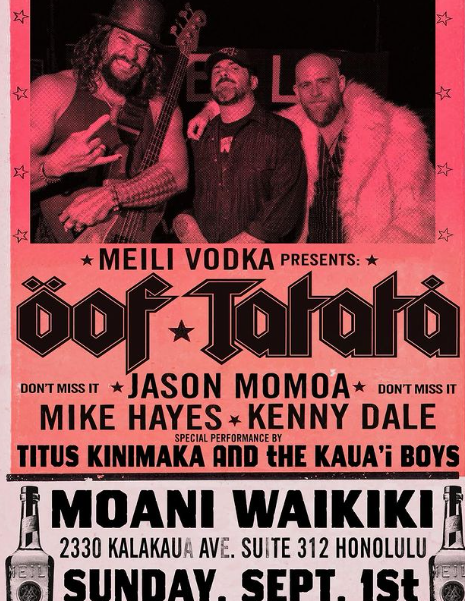 MEILI VODKA PRESENTS:
ÖOF TATATÅ
DON'T MISS IT JASON MOMOA DON'T MISS IT
MIKE HAYES KENNY DALE
SPECIAL PERFORMANCE BY
TITUS KINIMAKA AND the KAUA'i BOYS
MOANI WAIKIKI
2330 KALAKAUA AVE. SUITE 312 HONOLULU
SUNDAY, SEPT. 1St